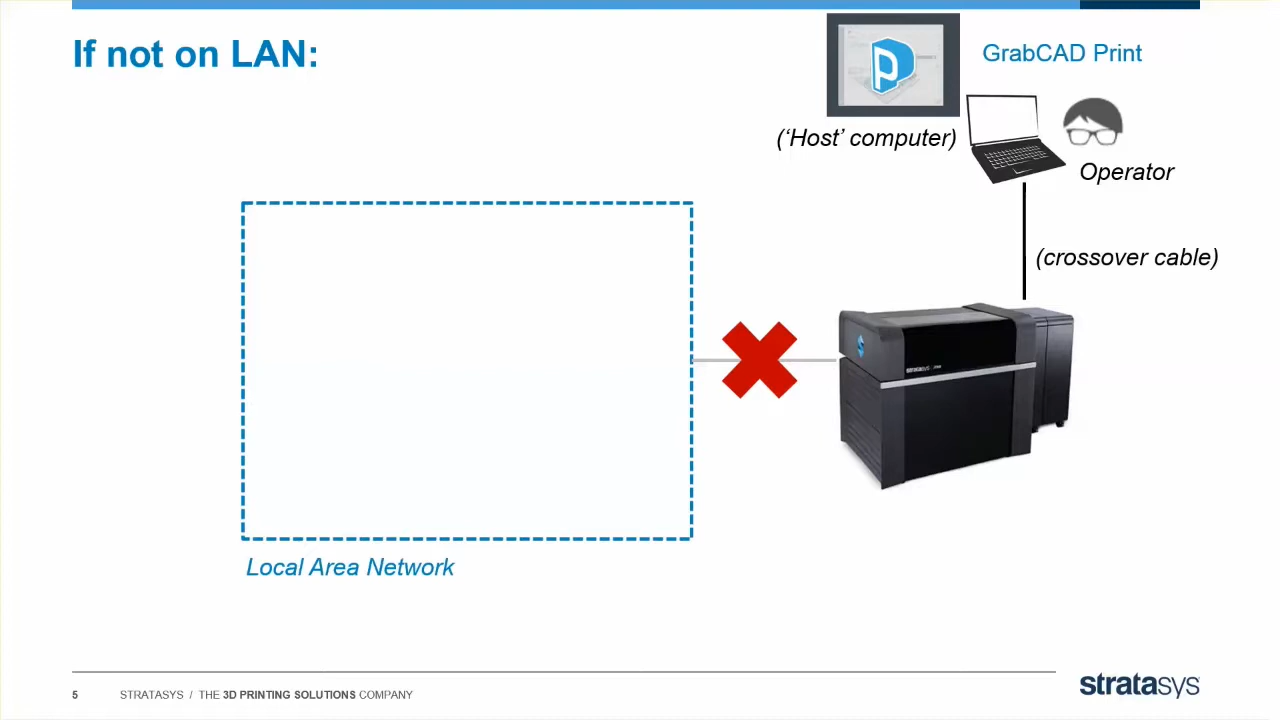 If not on LAN:
GrabCAD Print
(‘Host’ computer)
Operator
(crossover cable)
stratasys
Local Area Network
5 STRATASYS / THE 3D PRINTING SOLUTIONS COMPANY
stratasys